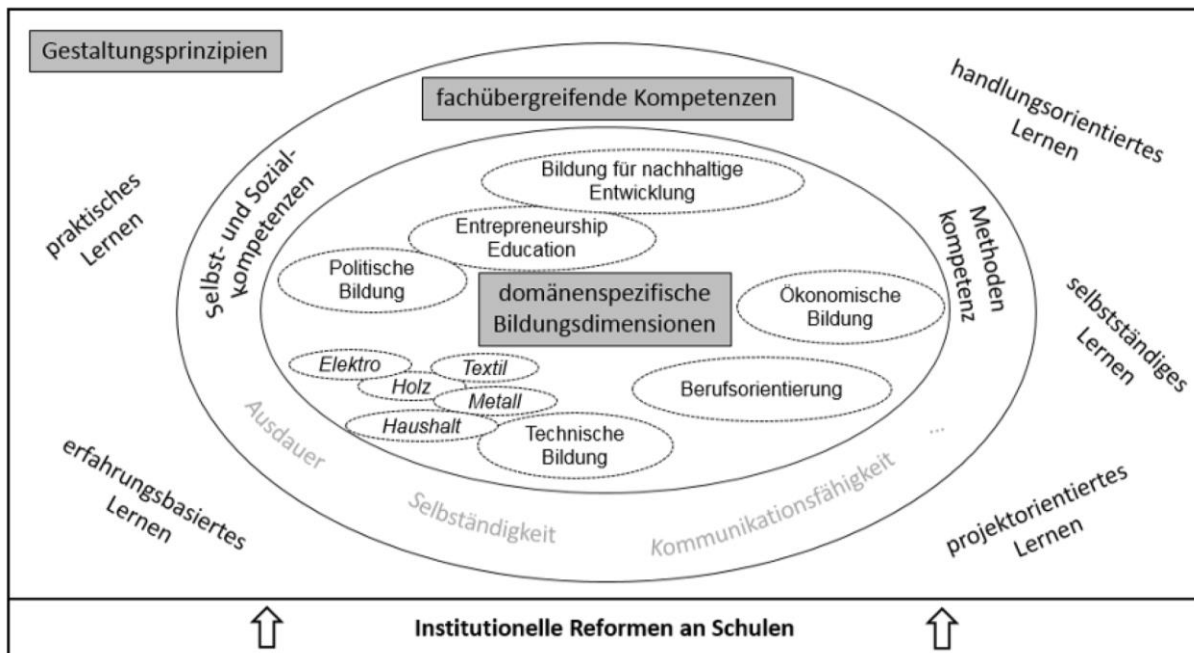 Gestaltungsprinzipien
fachübergreifende Kompetenzen
handlungsorientiertes
Lernen
praktisches
Lernen
Selbst- und Sozial-
kompetenzen
Bildung für nachhaltige
Entwicklung
Entrepreneurship
Education
Politische
Bildung
domänenspezifische
Bildungsdimensionen
Ökonomische
Bildung
Methoden
kompetenz
selbstständiges
Lernen
Elektro
Textil
Holz
Metall
Haushalt
Technische
Bildung
Berufsorientierung
Ausdauer
Selbständigkeit
Kommunikationsfähigkeit
...
erfahrungsbasiertes
Lernen
projektorientiertes
Lernen
Institutionelle Reformen an Schulen